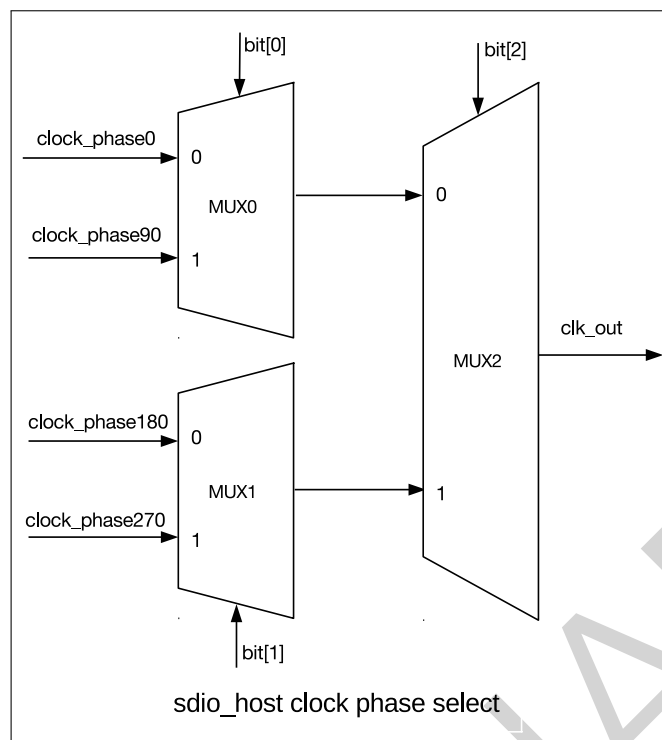 bit[0]
bit[2]
clock_phase0
0
MUX0
0
clock_phase90
1
clk_out
MUX2
clock_phase180
0
MUX1
1
clock_phase270
1
bit[1]
sdio_host clock phase select